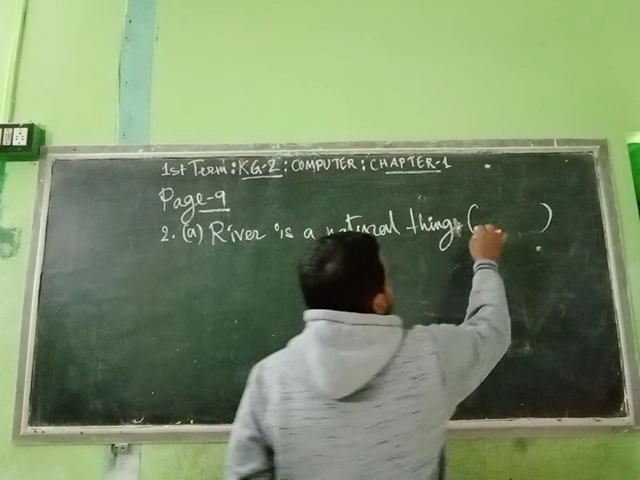 1st Term : KG-2 : COMPUTER : CHAPTER-1
Page-9
2. (a) River is a natural thing. ( )